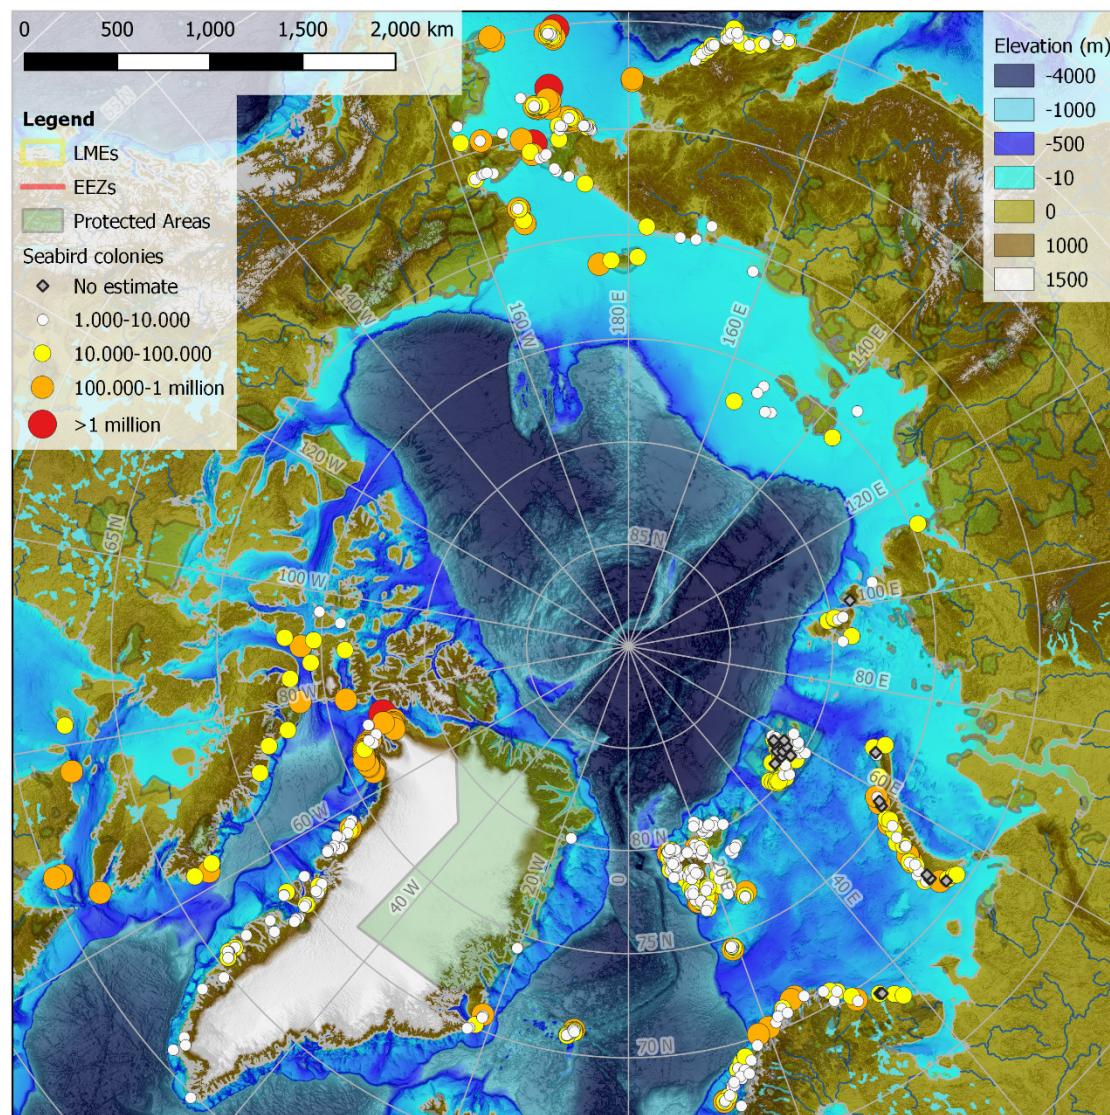 0 500 1,000 1,500 2,000 km
Legend
LMEs
EEZs
Protected Areas
Seabird colonies
No estimate
1.000-10.000
10.000-100.000
100.000-1 million
>1 million
Elevation (m)
-4000
-1000
-500
-10
0
1000
1500
55 N
140 W
160 W
180 E
160 E
140 E
120 W
120 E
65 N
85 N
100 W
100 E
80 W
80 E
60 W
60 E
40 W
20 W
0
80 N
20 E
40 E
75 N
70 N